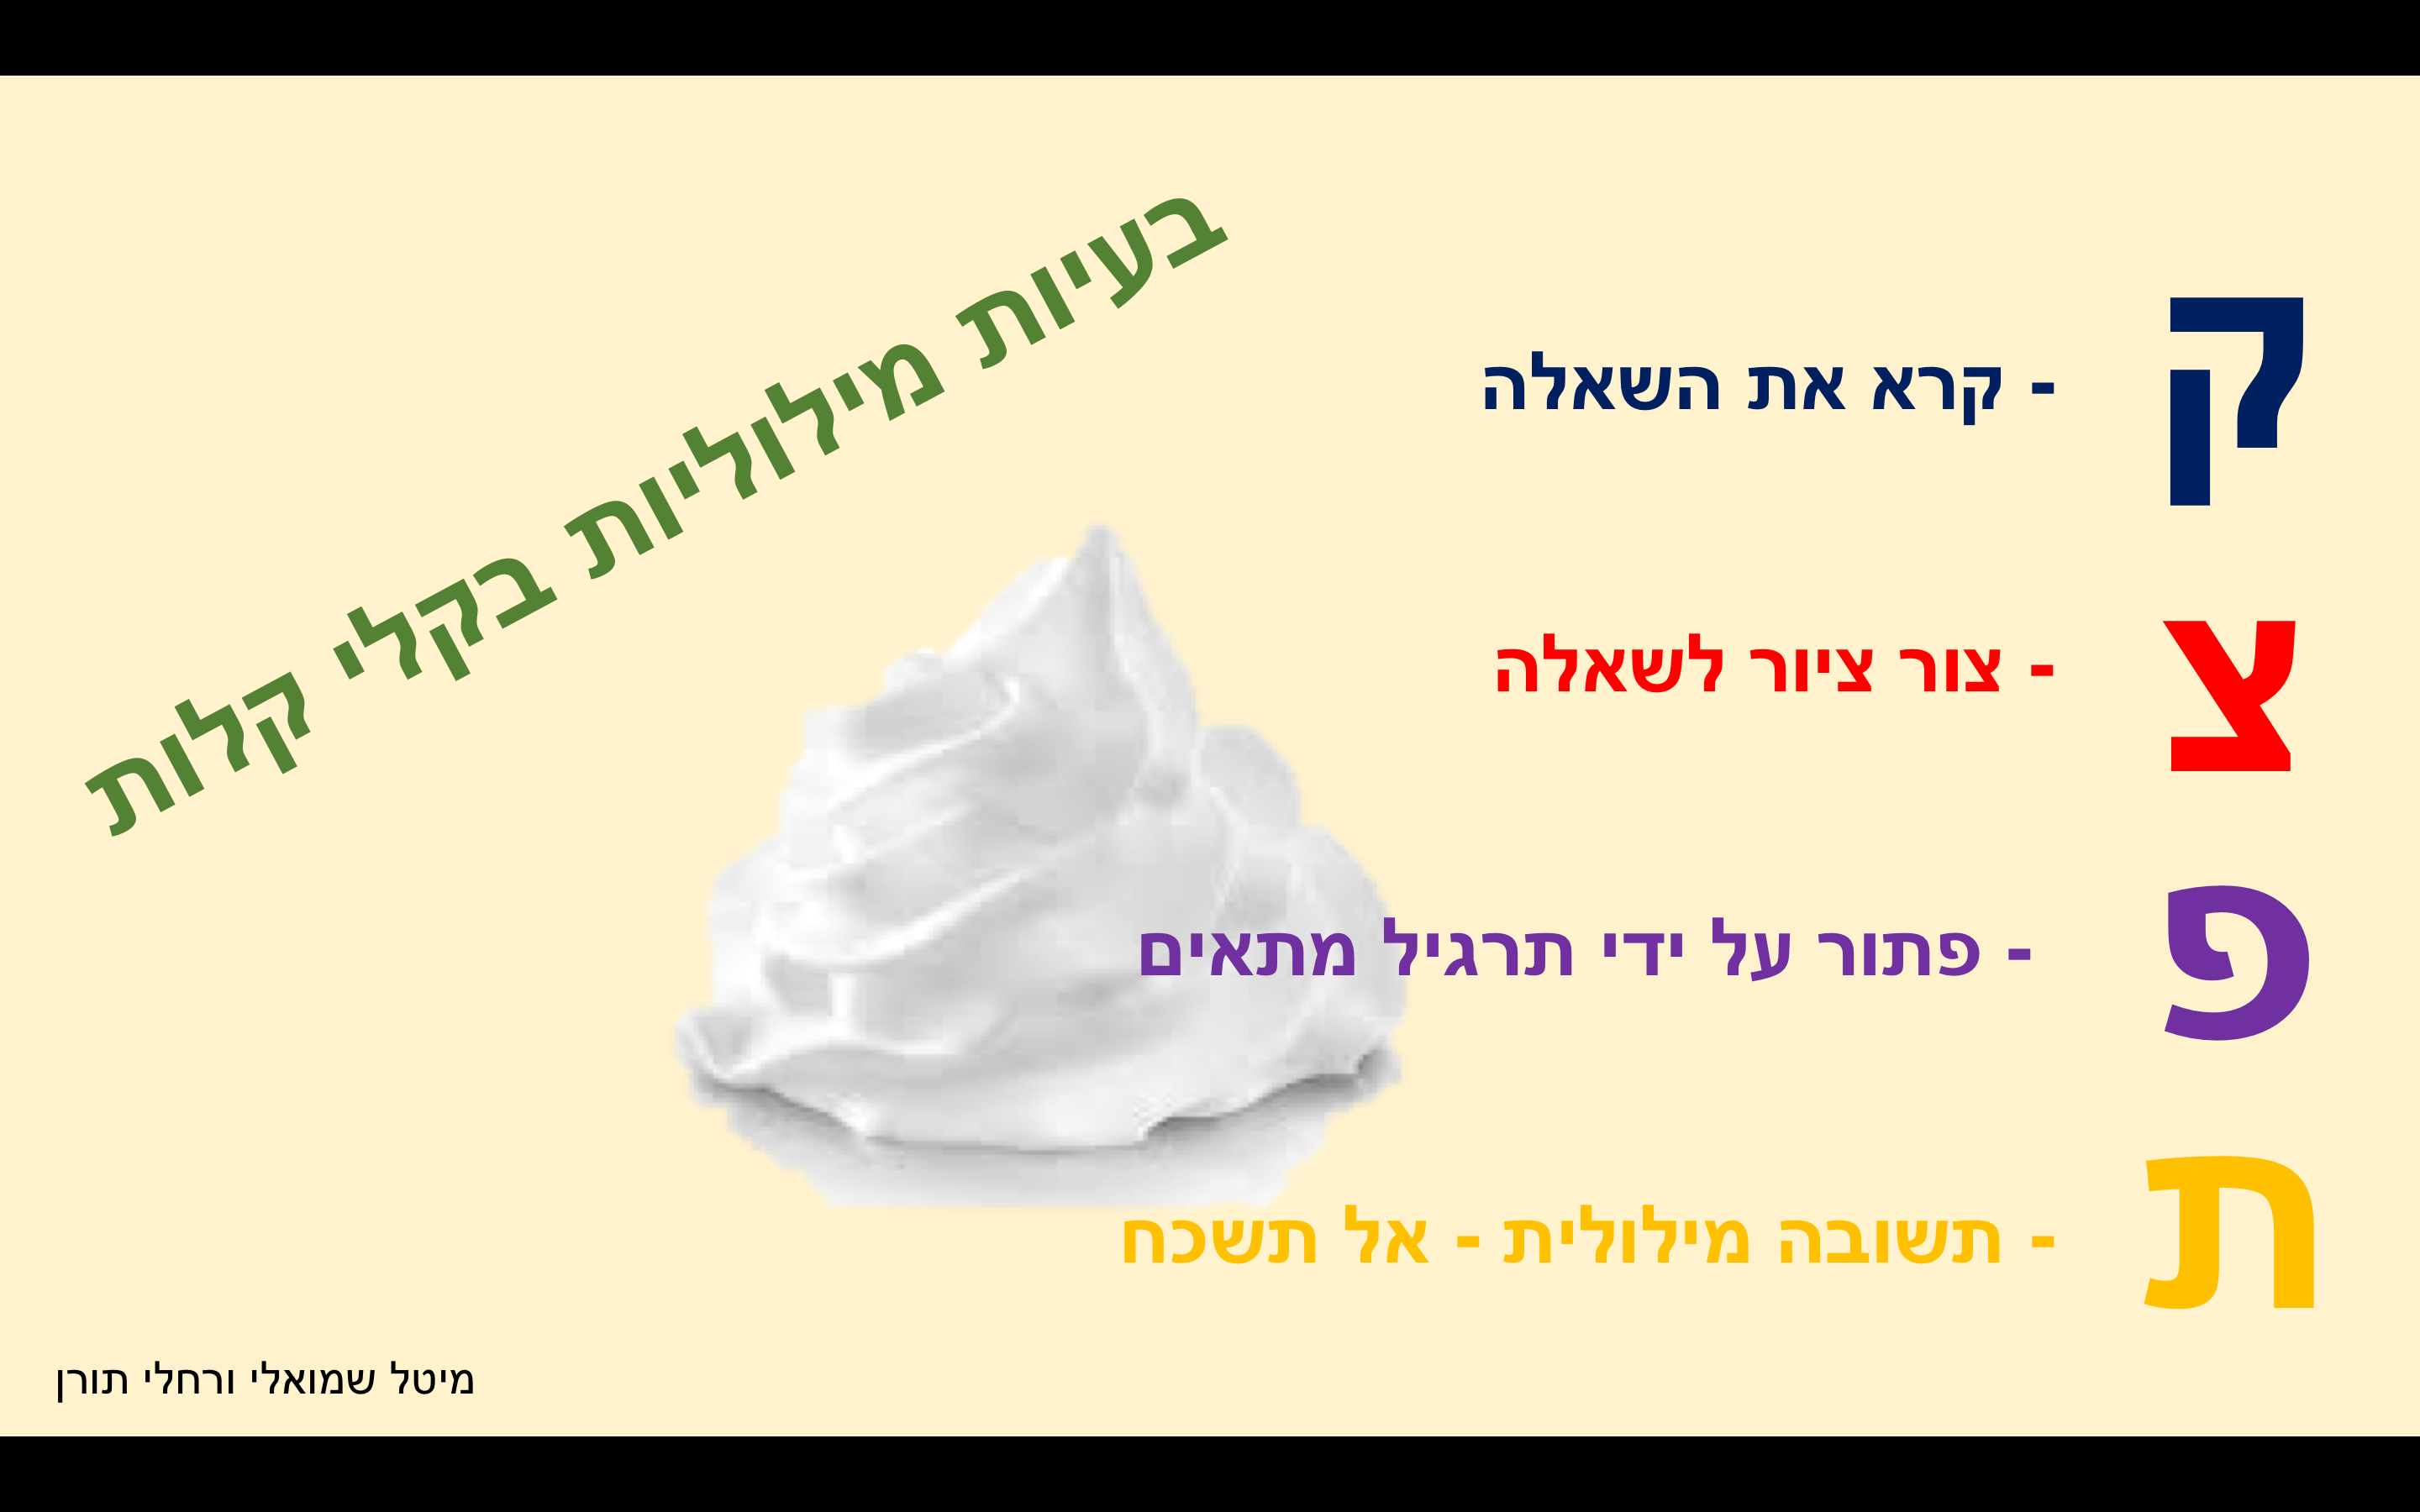 בעיות מילוליות בקלי קלות
ק - קרא את השאלה
צ - צור ציור לשאלה
פ - פתור על ידי תרגיל מתאים
ת - תשובה מילולית - אל תשכח
מיטל שמואלי ורחלי תורן